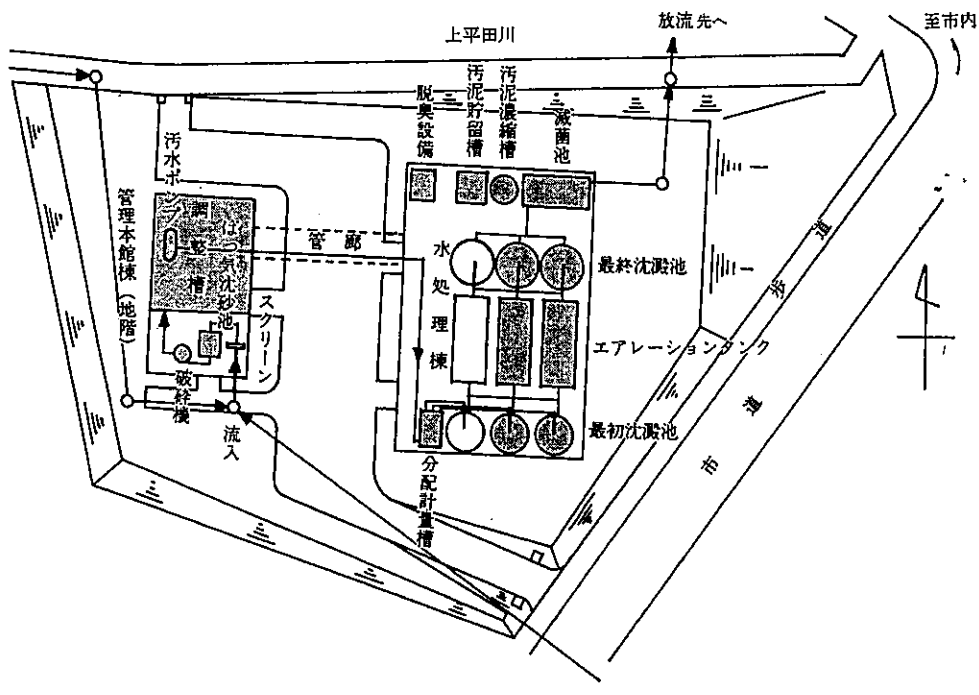 上平田川
放流先へ
至市内
脱臭設備
汚泥貯留槽
汚泥濃縮槽
滅菌池
汚水ポンプ
調整槽
ばっ気沈砂池
管理本館棟（地階）
スクリーン
破砕機
流入
管廊
水処理棟
最終沈澱池
エアレーションタンク
最初沈澱池
分配計量槽
歩道
市道